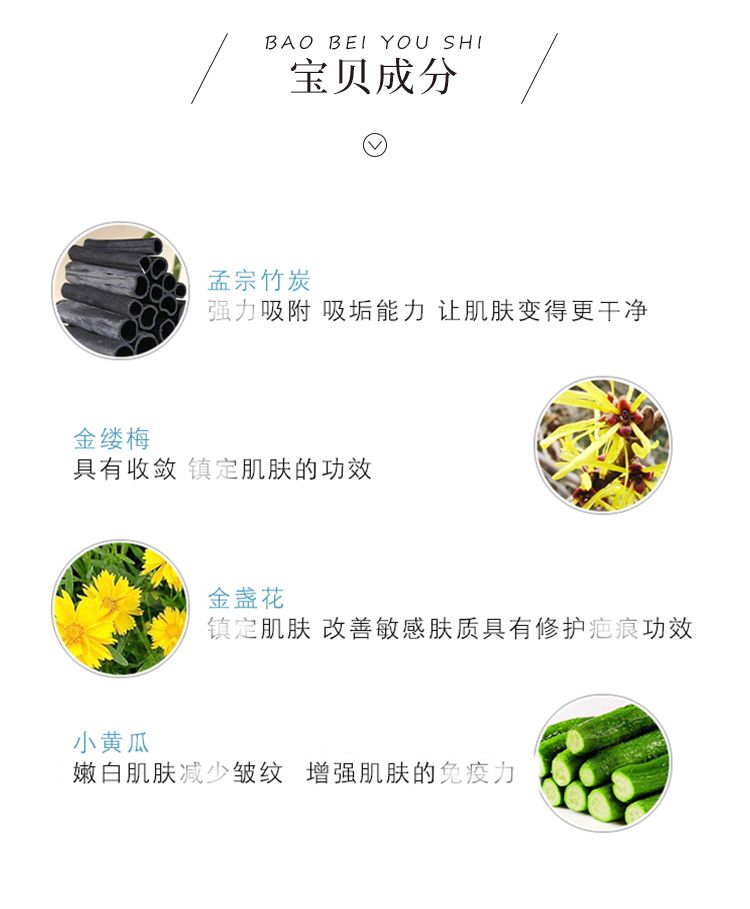 BAO BEI YOU SHI
宝贝成分
孟宗竹炭
强力吸附 吸垢能力 让肌肤变得更干净
金缕梅
具有收敛 镇定肌肤的功效
金盏花
镇定肌肤 改善敏感肤质具有修护疤痕功效
小黄瓜
嫩白肌肤减少皱纹 增强肌肤的免疫力